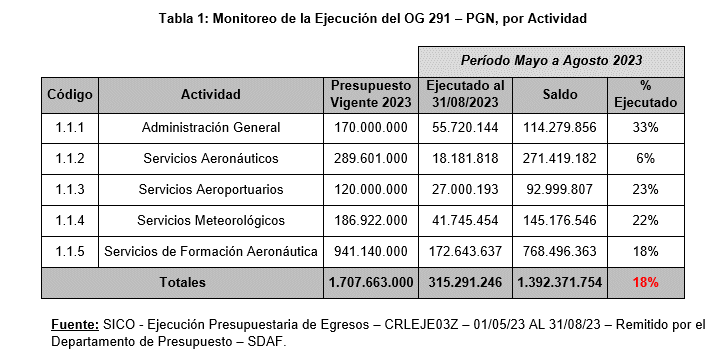 Tabla 1: Monitoreo de la Ejecución del OG 291 – PGN, por Actividad
Período Mayo a Agosto 2023
Código Actividad Presupuesto Vigente 2023 Ejecutado al 31/08/2023 Saldo % Ejecutado
1.1.1 Administración General 170.000.000 55.720.144 114.279.856 33%
1.1.2 Servicios Aeronáuticos 289.601.000 18.181.818 271.419.182 6%
1.1.3 Servicios Aeroportuarios 120.000.000 27.000.193 92.999.807 23%
1.1.4 Servicios Meteorológicos 186.922.000 41.745.454 145.176.546 22%
1.1.5 Servicios de Formación Aeronáutica 941.140.000 172.643.637 768.496.363 18%
Totales 1.707.663.000 315.291.246 1.392.371.754 18%
Fuente: SICO - Ejecución Presupuestaria de Egresos – CRLEJE03Z – 01/05/23 AL 31/08/23 – Remitido por el
Departamento de Presupuesto – SDAF.